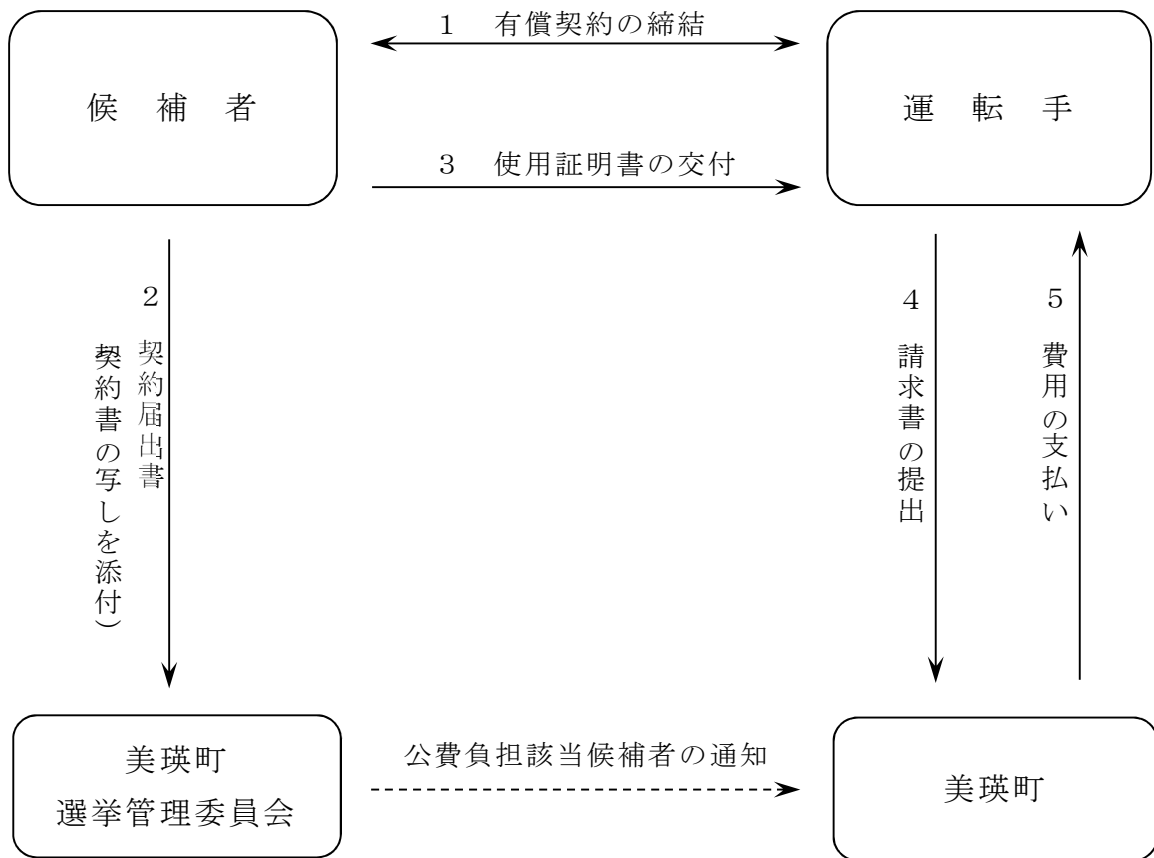 1 有償契約の締結
候 補 者
運 転 手
3 使用証明書の交付
2 契約届出書
契約書の写しを添付）
4 請求書の提出
5 費用の支払い
美瑛町
選挙管理委員会
公費負担該当候補者の通知
美瑛町